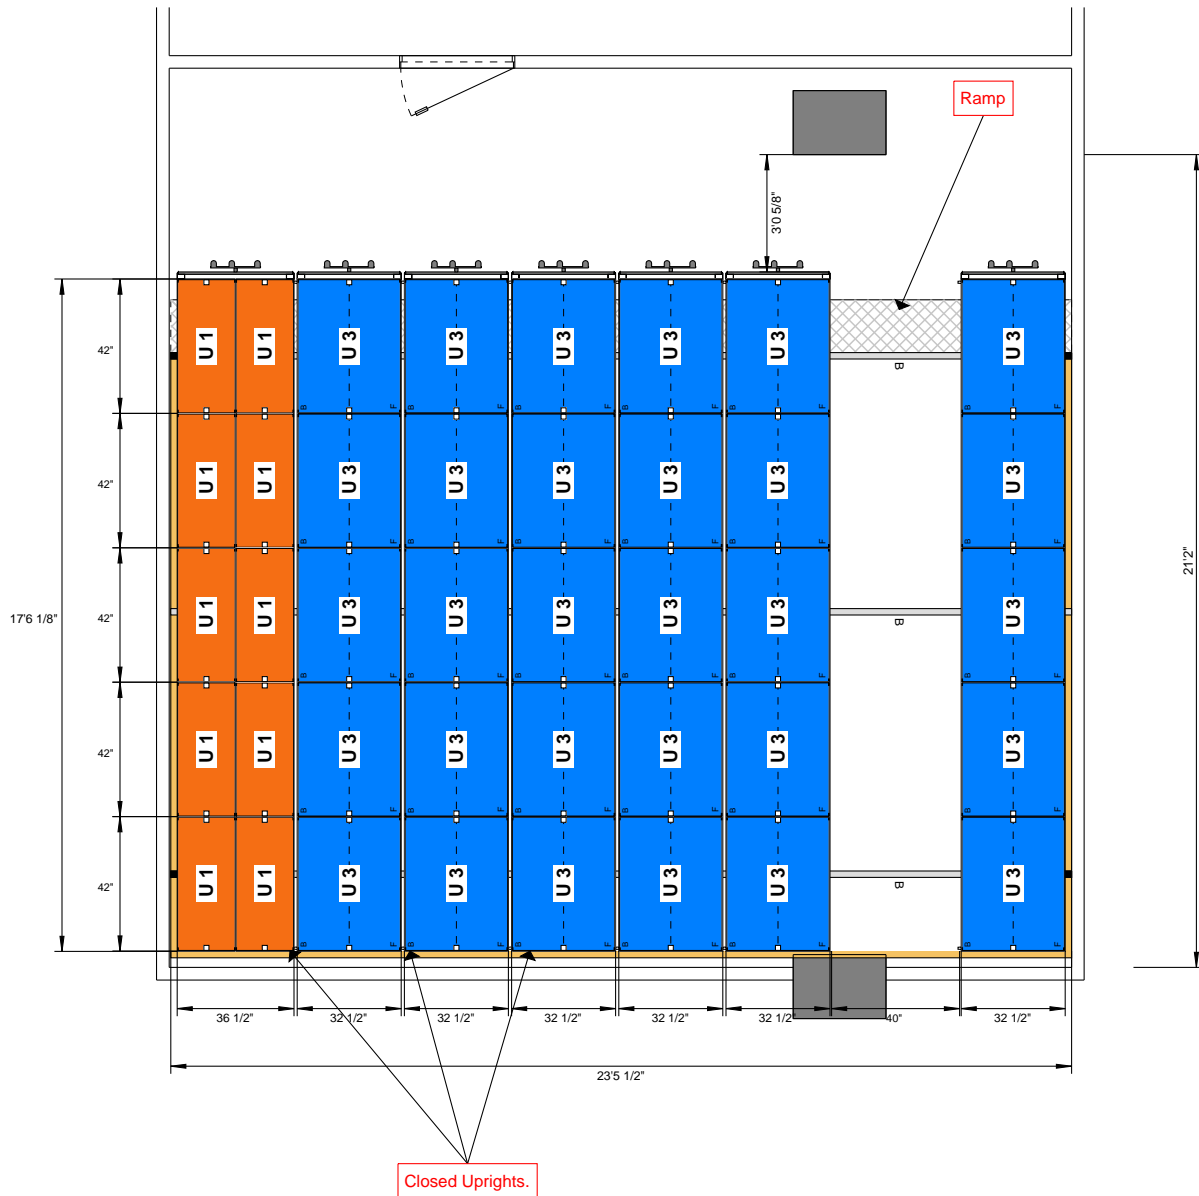 Ramp
3'0 5/8"
42"
U1 U1 U3 U3 U3 U3 U3 U3
B
B F B F B F B F B F
42"
U1 U1 U3 U3 U3 U3 U3 U3
B F B F B F B F B F
21'2"
17'6 1/8"
42"
U1 U1 U3 U3 U3 U3 U3 U3
B
B F B F B F B F B F
42"
U1 U1 U3 U3 U3 U3 U3 U3
B F B F B F B F B F
42"
U1 U1 U3 U3 U3 U3 U3 U3
B
B F B F B F B F B F
36 1/2" 32 1/2" 32 1/2" 32 1/2" 32 1/2" 32 1/2" 40" 32 1/2"
23'5 1/2"
Closed Uprights.